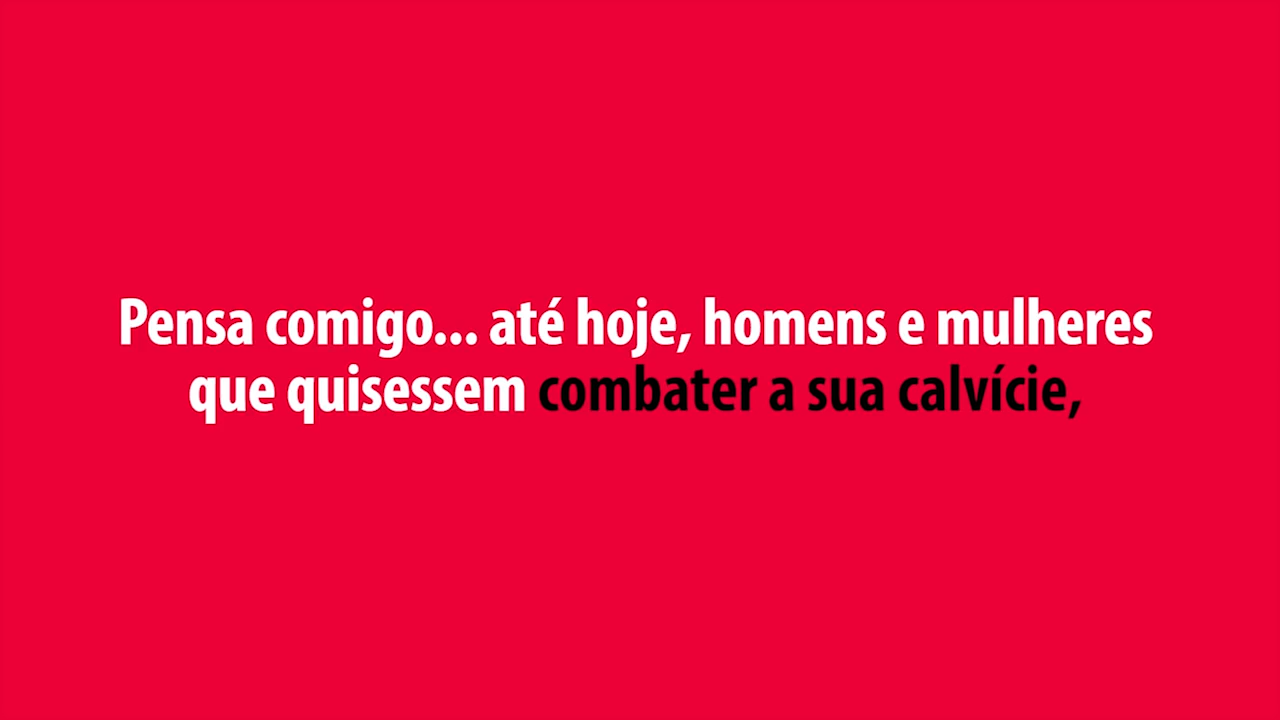 Pensa comigo... até hoje, homens e mulheres
que quisessem combater a sua calvície,